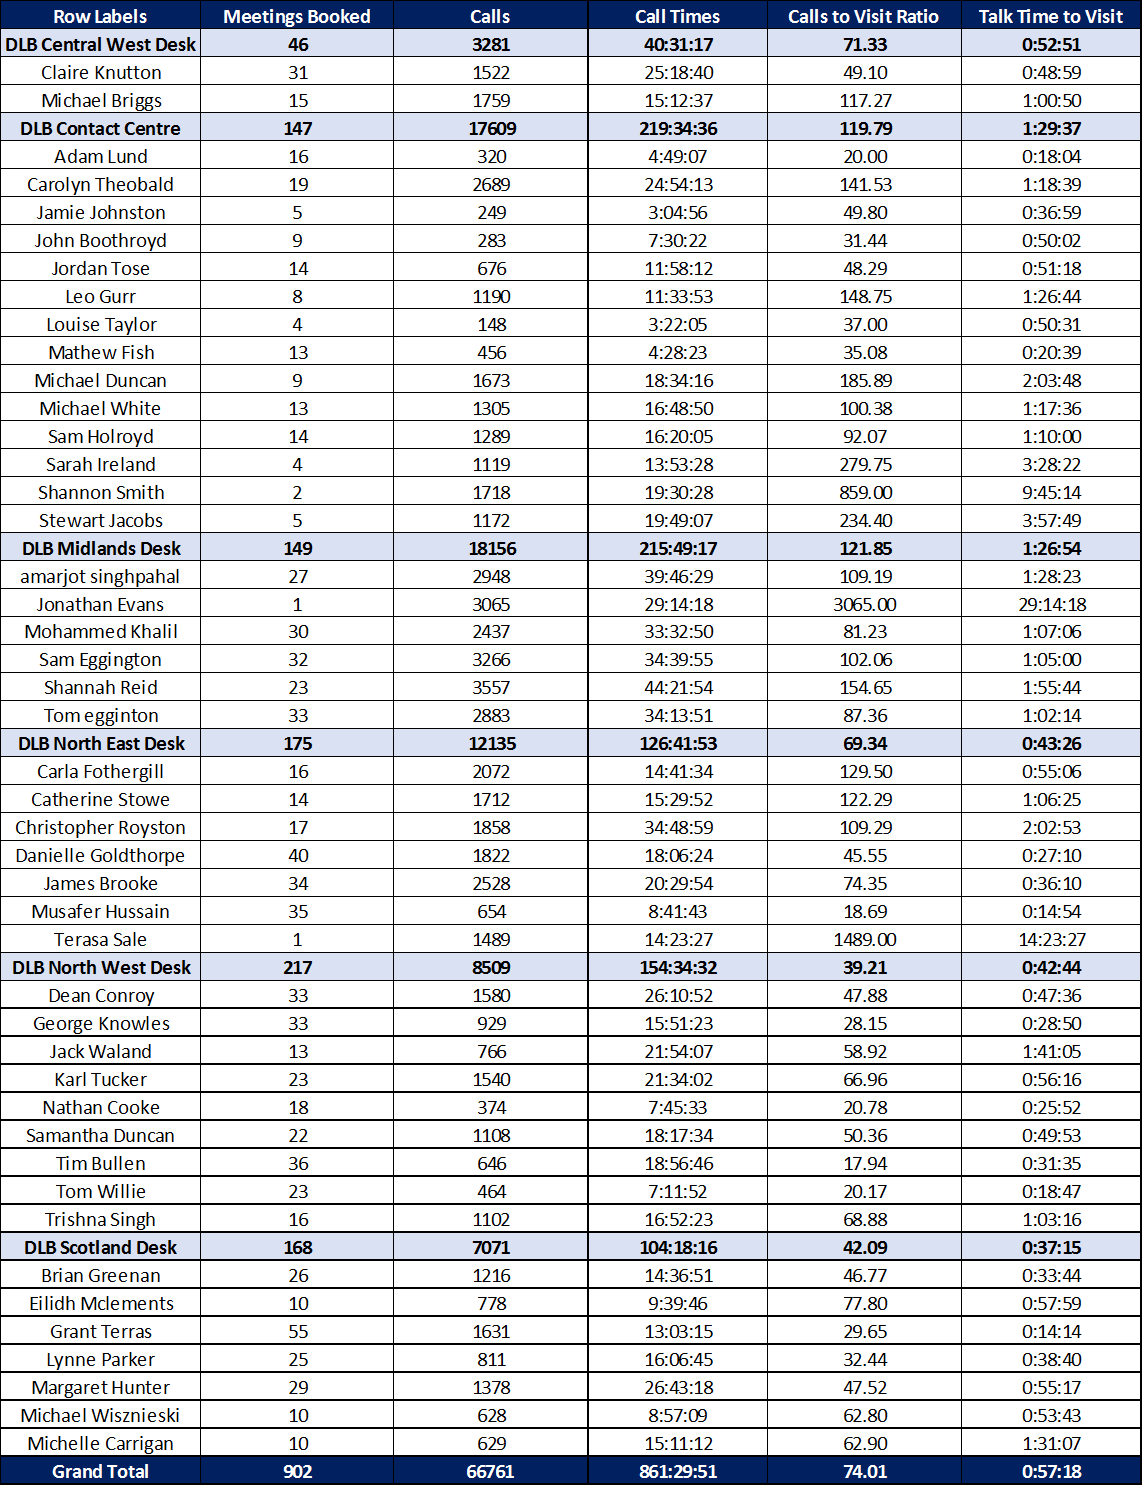 Row Labels Meetings Booked Calls Call Times Calls to Visit Ratio Talk Time to Visit
DLB Central West Desk 46 3281 40:31:17 71.33 0:52:51
Claire Knutton 31 1522 25:18:40 49.10 0:48:59
Michael Briggs 15 1759 15:12:37 117.27 1:00:50
DLB Contact Centre 147 17609 219:34:36 119.79 1:29:37
Adam Lund 16 320 4:49:07 20.00 0:18:04
Carolyn Theobald 19 2689 24:54:13 141.53 1:18:39
Jamie Johnston 5 249 3:04:56 49.80 0:36:59
John Boothroyd 9 283 7:30:22 31.44 0:50:02
Jordan Tose 14 676 11:58:12 48.29 0:51:18
Leo Gurr 8 1190 11:33:53 148.75 1:26:44
Louise Taylor 4 148 3:22:05 37.00 0:50:31
Mathew Fish 13 456 4:28:23 35.08 0:20:39
Michael Duncan 9 1673 18:34:16 185.89 2:03:48
Michael White 13 1305 16:48:50 100.38 1:17:36
Sam Holroyd 14 1289 16:20:05 92.07 1:10:00
Sarah Ireland 4 1119 13:53:28 279.75 3:28:22
Shannon Smith 2 1718 19:30:28 859.00 9:45:14
Stewart Jacobs 5 1172 19:49:07 234.40 3:57:49
DLB Midlands Desk 149 18156 215:49:17 121.85 1:26:54
amarjot singhpahal 27 2948 39:46:29 109.19 1:28:23
Jonathan Evans 1 3065 29:14:18 3065.00 29:14:18
Mohammed Khalil 30 2437 33:32:50 81.23 1:07:06
Sam Eggington 32 3266 34:39:55 102.06 1:05:00
Shannah Reid 23 3557 44:21:54 154.65 1:55:44
Tom egginton 33 2883 34:13:51 87.36 1:02:14
DLB North East Desk 175 12135 126:41:53 69.34 0:43:26
Carla Fothergill 16 2072 14:41:34 129.50 0:55:06
Catherine Stowe 14 1712 15:29:52 122.29 1:06:25
Christopher Royston 17 1858 34:48:59 109.29 2:02:53
Danielle Goldthorpe 40 1822 18:06:24 45.55 0:27:10
James Brooke 34 2528 20:29:54 74.35 0:36:10
Musafer Hussain 35 654 8:41:43 18.69 0:14:54
Terasa Sale 1 1489 14:23:27 1489.00 14:23:27
DLB North West Desk 217 8509 154:34:32 39.21 0:42:44
Dean Conroy 33 1580 26:10:52 47.88 0:47:36
George Knowles 33 929 15:51:23 28.15 0:28:50
Jack Waland 13 766 21:54:07 58.92 1:41:05
Karl Tucker 23 1540 21:34:02 66.96 0:56:16
Nathan Cooke 18 374 7:45:33 20.78 0:25:52
Samantha Duncan 22 1108 18:17:34 50.36 0:49:53
Tim Bullen 36 646 18:56:46 17.94 0:31:35
Tom Willie 23 464 7:11:52 20.17 0:18:47
Trishna Singh 16 1102 16:52:23 68.88 1:03:16
DLB Scotland Desk 168 7071 104:18:16 42.09 0:37:15
Brian Greenan 26 1216 14:36:51 46.77 0:33:44
Eilidh Mclements 10 778 9:39:46 77.80 0:57:59
Grant Terras 55 1631 13:03:15 29.65 0:14:14
Lynne Parker 25 811 16:06:45 32.44 0:38:40
Margaret Hunter 29 1378 26:43:18 47.52 0:55:17
Michael Wisznieski 10 628 8:57:09 62.80 0:53:43
Michelle Carrigan 10 629 15:11:12 62.90 1:31:07
Grand Total 902 66761 861:29:51 74.01 0:57:18